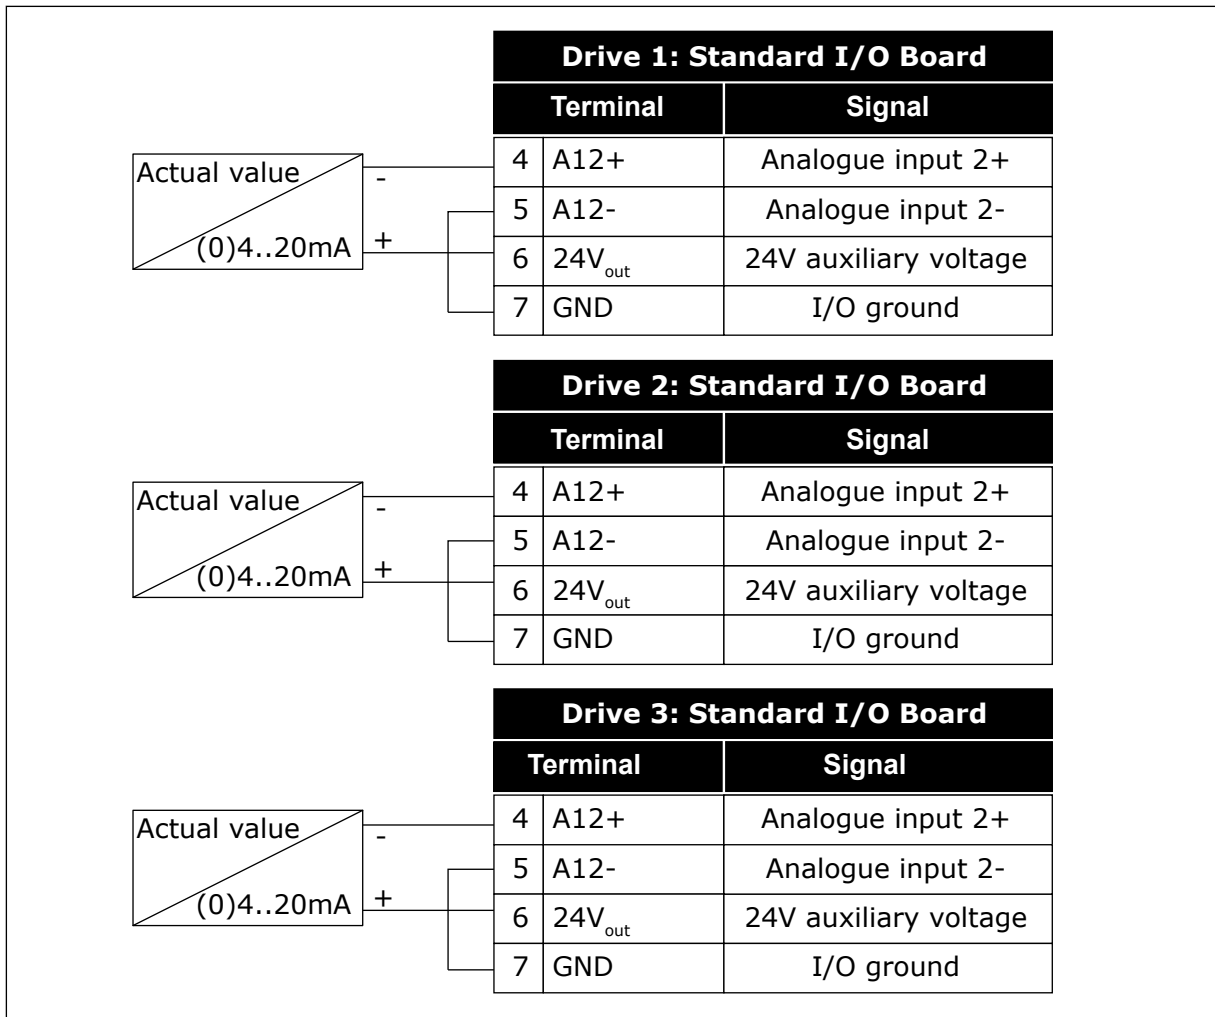 Drive 1: Standard I/O Board
Terminal Signal
Actual value
-
(0)4..20mA
+
4 A12+ Analogue input 2+
5 A12- Analogue input 2-
6 24Vout 24V auxiliary voltage
7 GND I/O ground
Drive 2: Standard I/O Board
Terminal Signal
Actual value
-
(0)4..20mA
+
4 A12+ Analogue input 2+
5 A12- Analogue input 2-
6 24Vout 24V auxiliary voltage
7 GND I/O ground
Drive 3: Standard I/O Board
Terminal Signal
Actual value
-
(0)4..20mA
+
4 A12+ Analogue input 2+
5 A12- Analogue input 2-
6 24Vout 24V auxiliary voltage
7 GND I/O ground